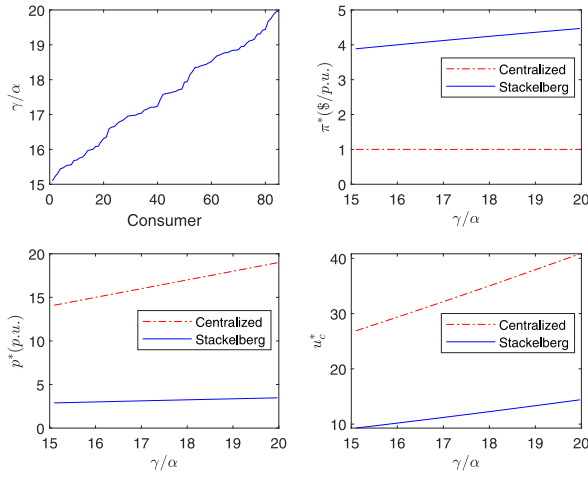 20
19
18
17
16
15
γ/α
0 20 40 60 80
Consumer
6
5
4
3
2
1
0
π*($/p.u.)
Centralized
Stackelberg
15 16 17 18 19 20
γ/α
20
15
10
5
0
p*(p.u.)
Centralized
Stackelberg
15 16 17 18 19 20
γ/α
40
30
20
10
u*c
Centralized
Stackelberg
15 16 17 18 19 20
γ/α